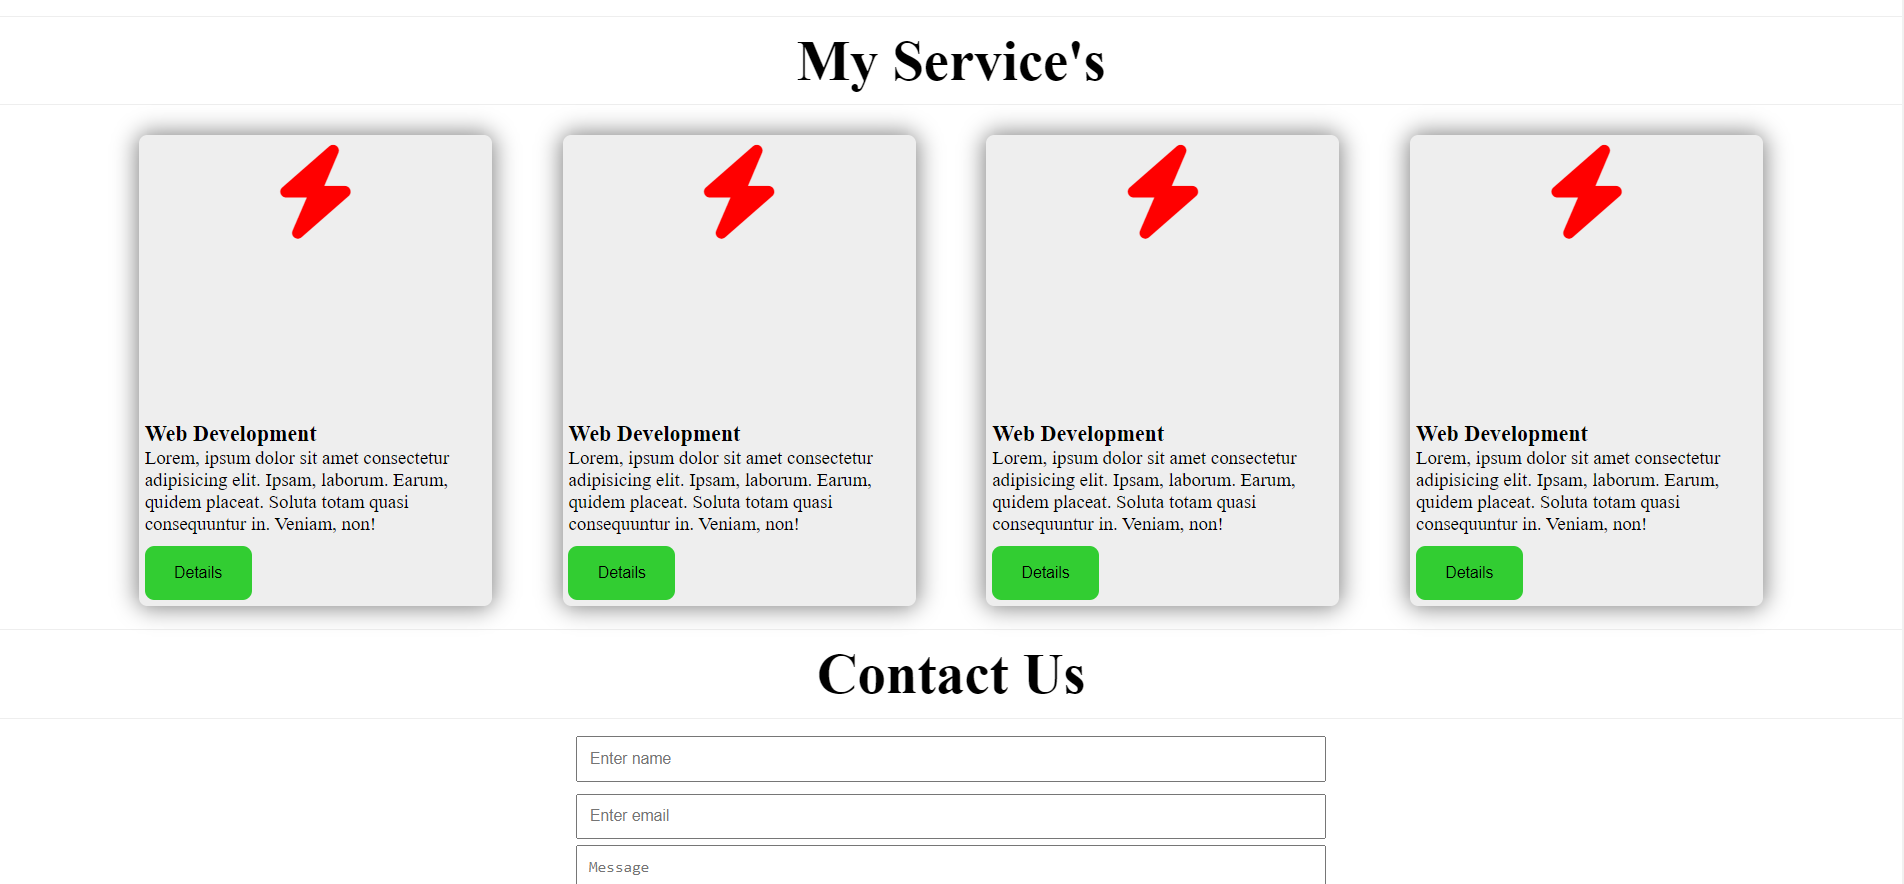 My Service's
Web Development
Lorem, ipsum dolor sit amet consectetur
adipisicing elit. Ipsam, laborum. Earum,
quidem placeat. Soluta totam quasi
consequuntur in. Veniam, non!
Details
Web Development
Lorem, ipsum dolor sit amet consectetur
adipisicing elit. Ipsam, laborum. Earum,
quidem placeat. Soluta totam quasi
consequuntur in. Veniam, non!
Details
Web Development
Lorem, ipsum dolor sit amet consectetur
adipisicing elit. Ipsam, laborum. Earum,
quidem placeat. Soluta totam quasi
consequuntur in. Veniam, non!
Details
Web Development
Lorem, ipsum dolor sit amet consectetur
adipisicing elit. Ipsam, laborum. Earum,
quidem placeat. Soluta totam quasi
consequuntur in. Veniam, non!
Details
Contact Us
Enter name
Enter email
Message